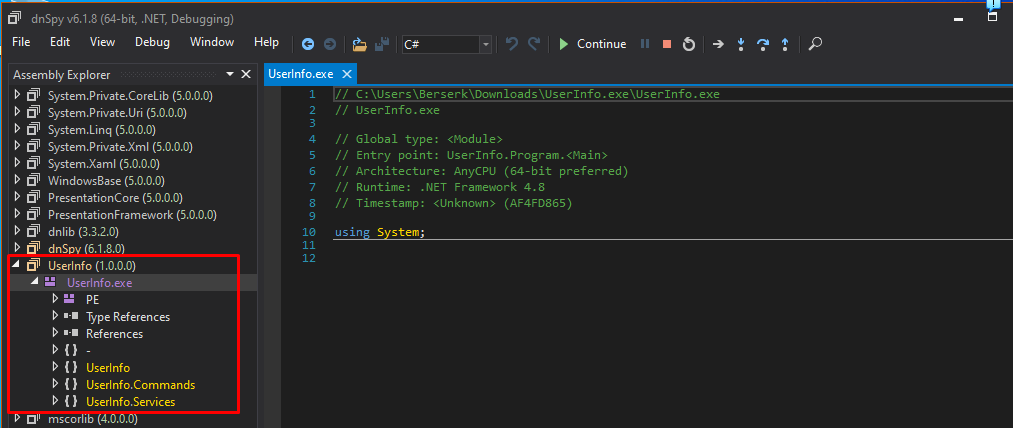 dnSpy v6.1.8 (64-bit, .NET, Debugging)
File Edit View Debug Window Help C# Continue
Assembly Explorer
UserInfo.exe
System.Private.CoreLib (5.0.0.0)
System.Private.Uri (5.0.0.0)
System.Linq (5.0.0.0)
System.Private.Xml (5.0.0.0)
System.Xaml (5.0.0.0)
WindowsBase (5.0.0.0)
PresentationCore (5.0.0.0)
PresentationFramework (5.0.0.0)
dnlib (3.3.2.0)
dnSpy (6.1.8.0)
UserInfo (1.0.0.0)
UserInfo.exe
PE
Type References
References
{ } -
{ } UserInfo
{ } UserInfo.Commands
{ } UserInfo.Services
mscorlib (4.0.0.0)
1 // C:\Users\Berserk\Downloads\UserInfo.exe\UserInfo.exe
2 // UserInfo.exe
3
4 // Global type: <Module>
5 // Entry point: UserInfo.Program.<Main>
6 // Architecture: AnyCPU (64-bit preferred)
7 // Runtime: .NET Framework 4.8
8 // Timestamp: <Unknown> (AF4FD865)
9
10 using System;
11
12